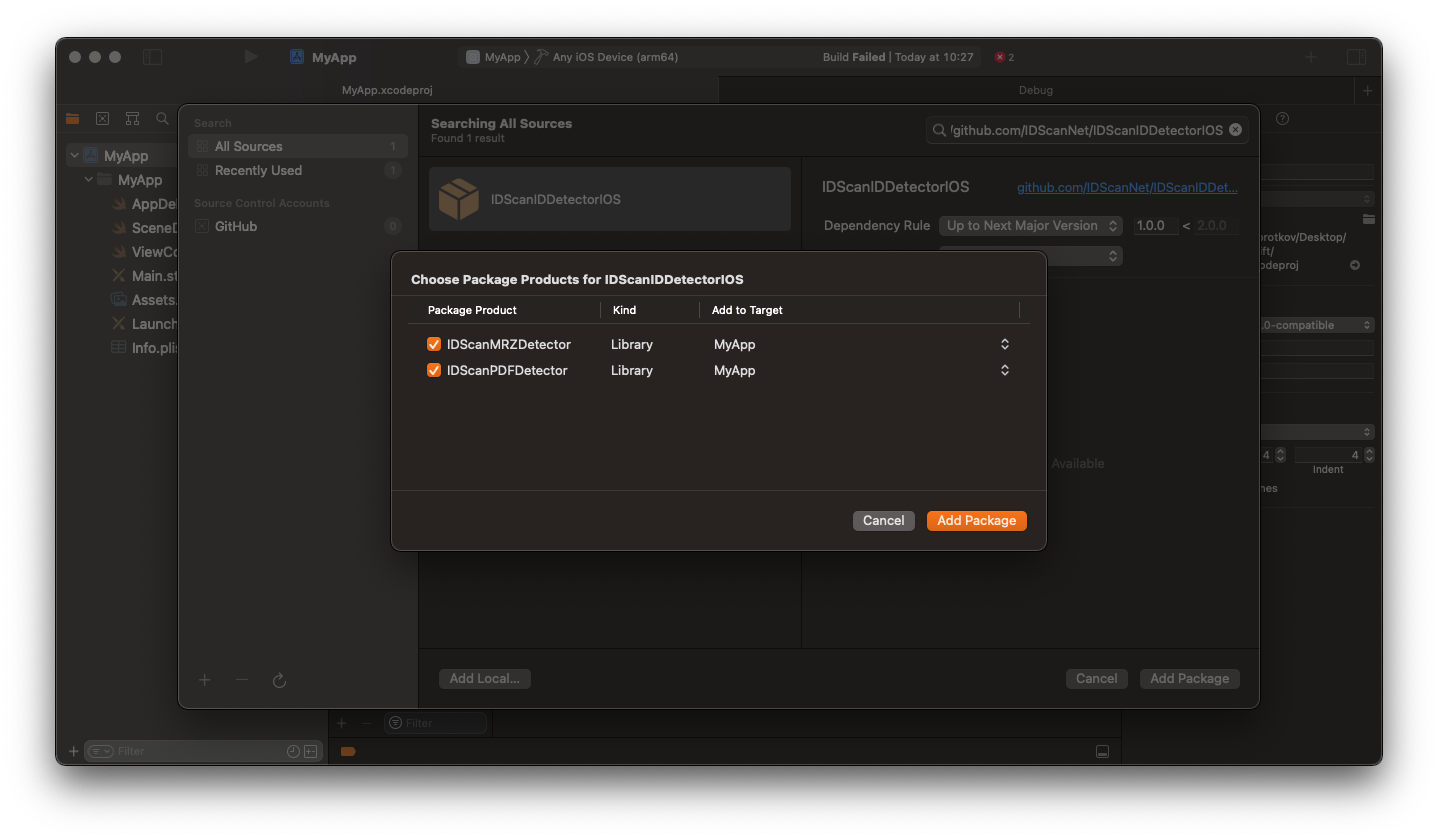 MyApp
MyApp
Any iOS Device (arm64)
Build Failed | Today at 10:27
2
MyApp.xcodeproj
Debug
Search
All Sources 1
Recently Used 1
Source Control Accounts
GitHub 0
Searching All Sources
Found 1 result
/github.com/IDScanNet/IDScanIDDetectorIOS
IDScanIDDetectorIOS
IDScanIDDetectorIOS
github.com/IDScanNet/IDScanIDDet...
Dependency Rule
Up to Next Major Version
1.0.0 < 2.0.0
MyApp
MyApp
AppDel
SceneD
ViewCo
Main.st
Assets.
Launch
Info.plis
Choose Package Products for IDScanIDDetectorIOS
Package Product Kind Add to Target
IDScanMRZDetector Library MyApp
IDScanPDFDetector Library MyApp
Cancel
Add Package
Available
orotkov/Desktop/
ift/
odeproj
.0-compatible
4
4
Indent
nes
Add Local...
Cancel
Add Package
Filter
Filter